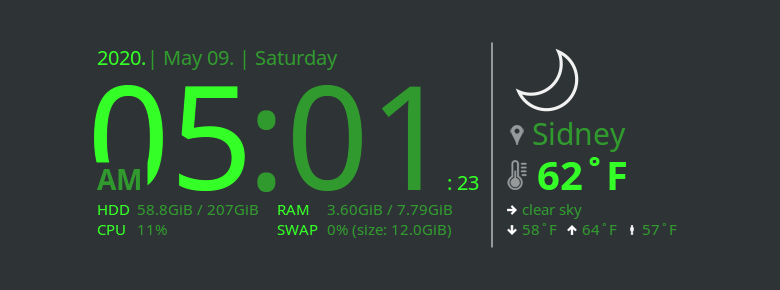 2020.| May 09. | Saturday
05:01
AM
: 23
HDD 58.8GiB / 207GiB RAM 3.60GiB / 7.79GiB
CPU 11% SWAP 0% (size: 12.0GiB)
Sidney
62°F
clear sky
58°F 64°F 57°F